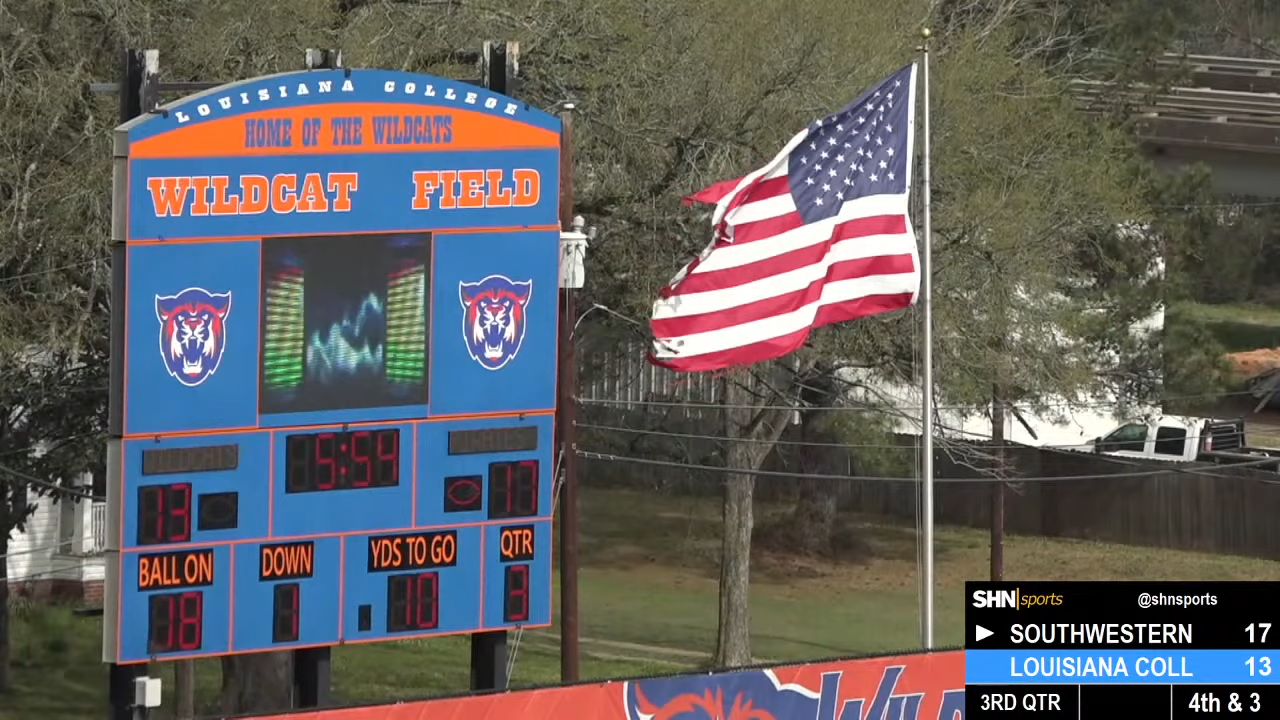 LOUISIANA COLLEGE
HOME OF THE WILDCATS
WILDCAT FIELD
WILDCATS
5:54
13
17
BALL ON
DOWN
YDS TO GO
QTR
18
1
10
3
SHN|sports
@shnsports
SOUTHWESTERN 17
LOUISIANA COLL 13
3RD QTR
4th & 3